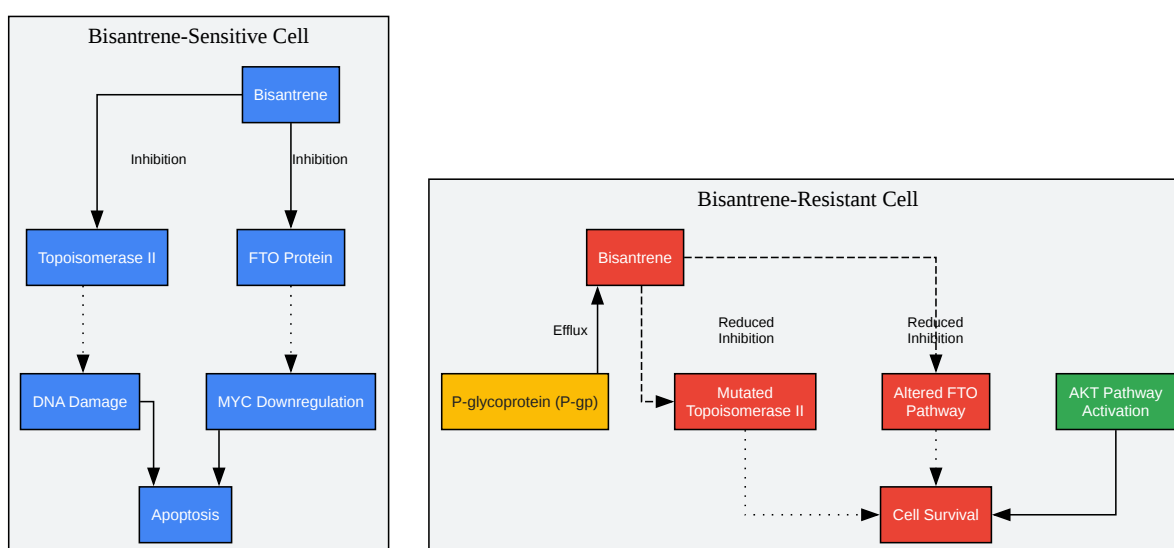 Bisantrene-Sensitive Cell
Bisantrene
Inhibition
Inhibition
Topoisomerase II
FTO Protein
DNA Damage
MYC Downregulation
Apoptosis
Bisantrene-Resistant Cell
Bisantrene
Efflux
Reduced
Inhibition
Reduced
Inhibition
P-glycoprotein (P-gp)
Mutated
Topoisomerase II
Altered FTO
Pathway
AKT Pathway
Activation
Cell Survival